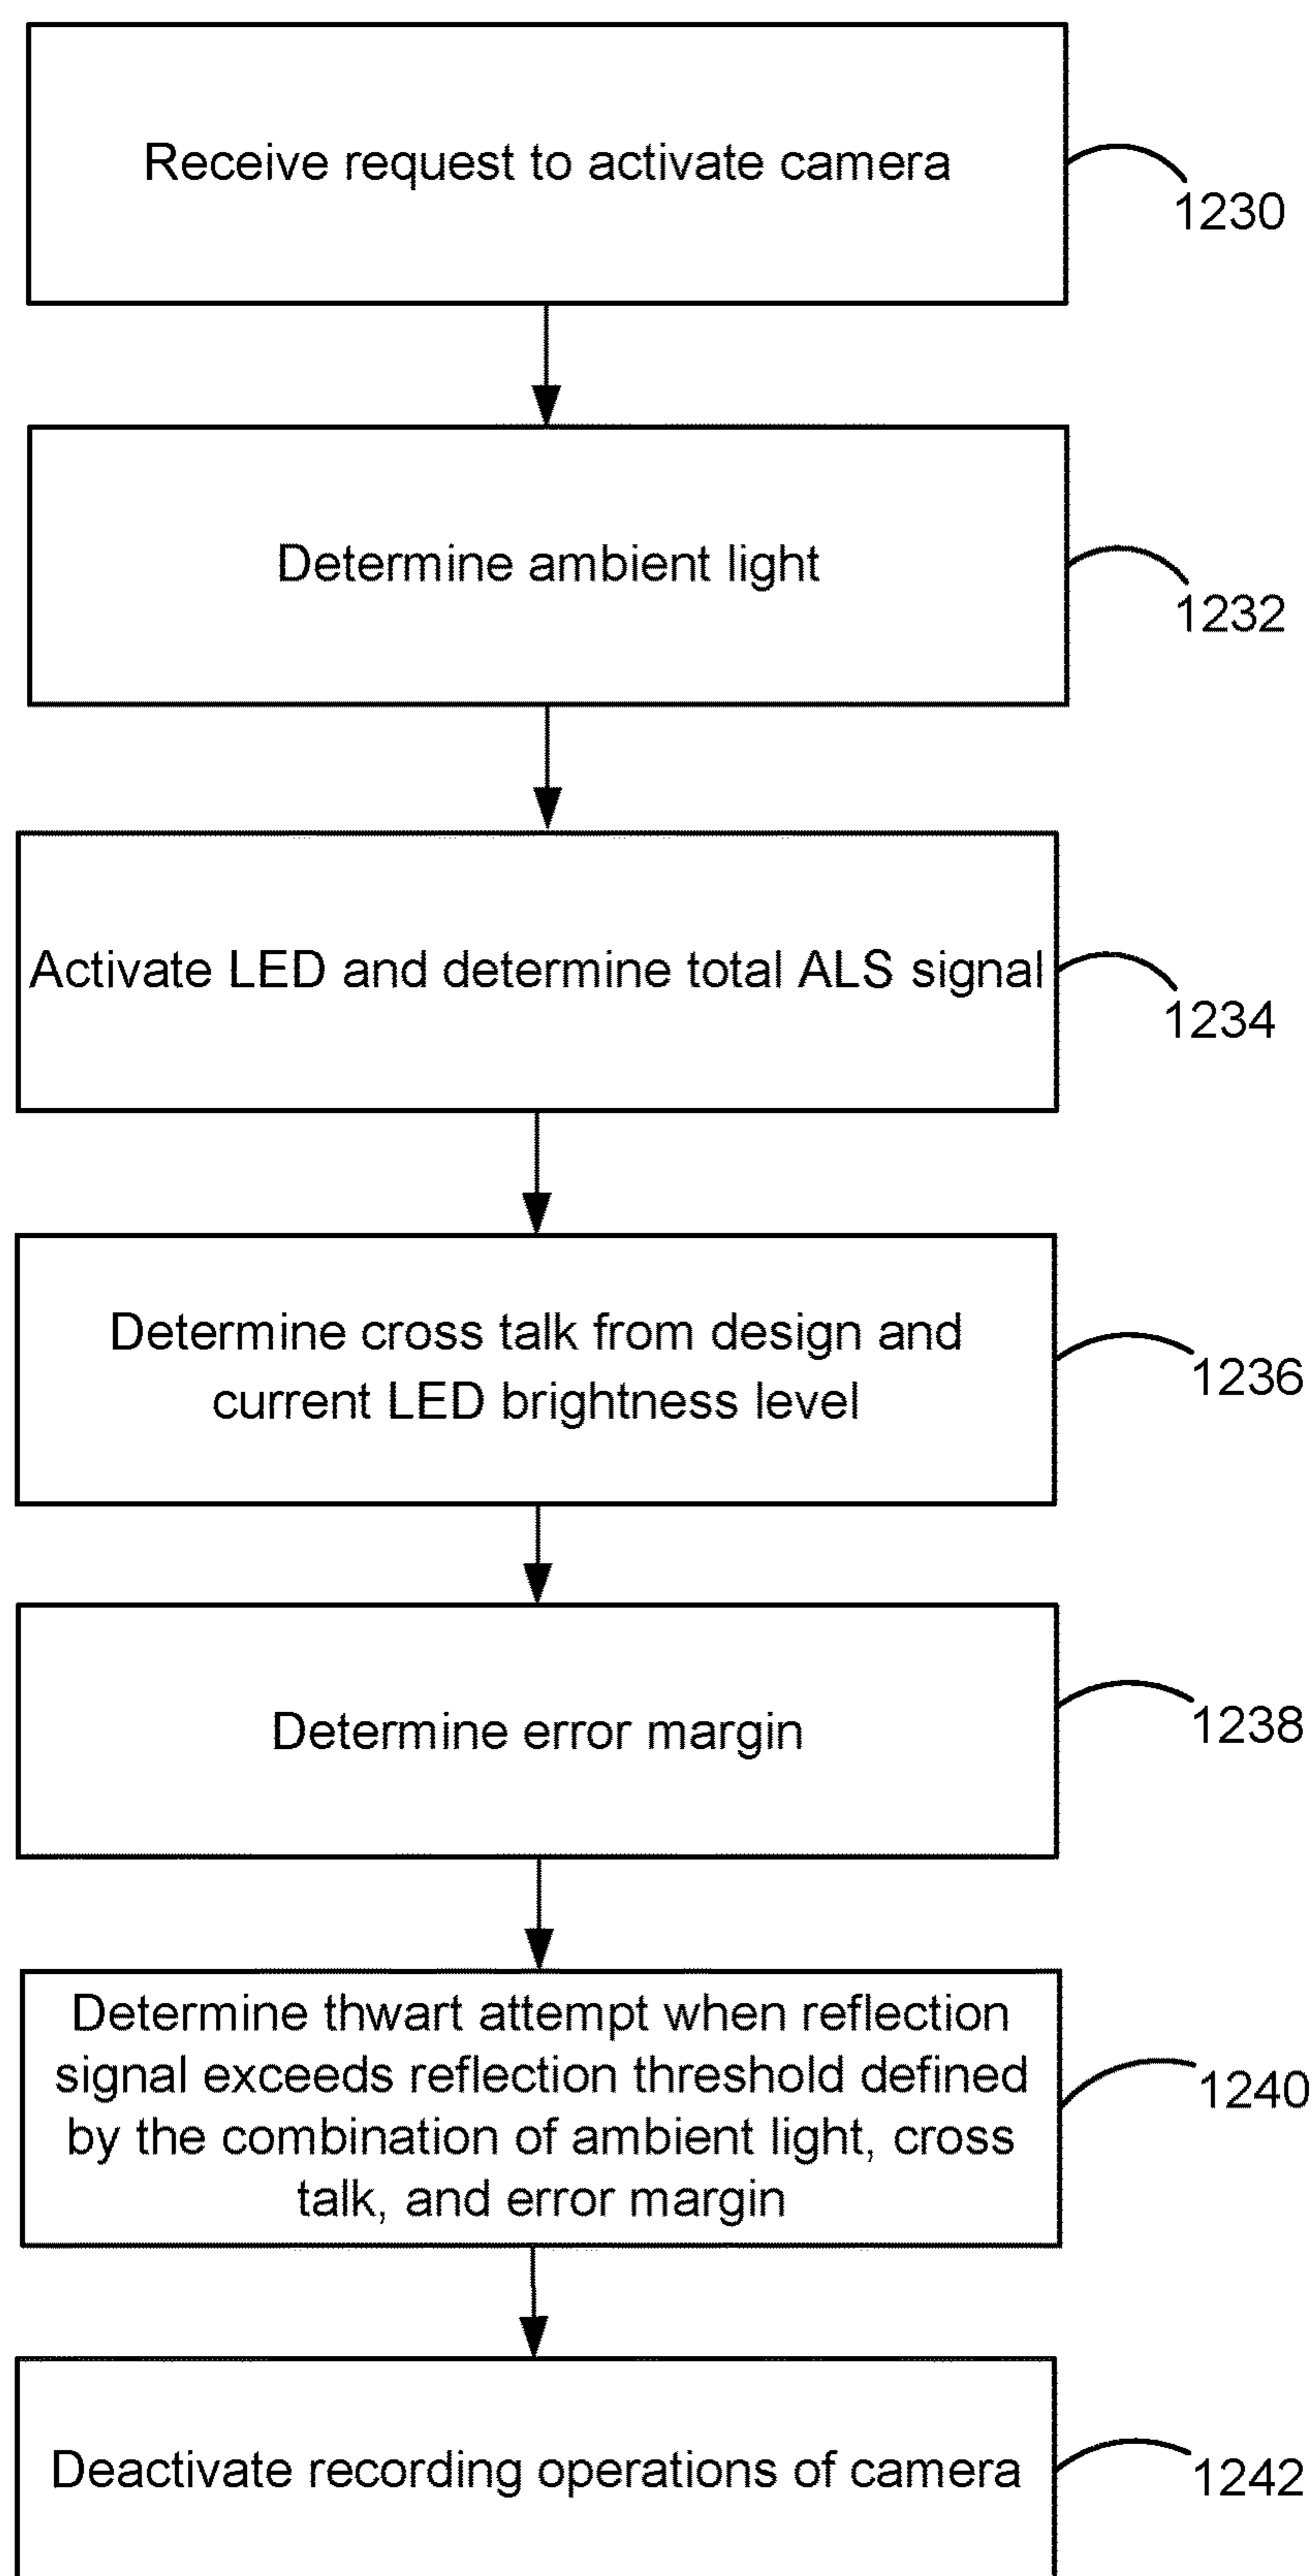 Receive request to activate camera
1230
Determine ambient light
1232
Activate LED and determine total ALS signal
1234
Determine cross talk from design and
current LED brightness level
1236
Determine error margin
1238
Determine thwart attempt when reflection
signal exceeds reflection threshold defined
by the combination of ambient light, cross
talk, and error margin
1240
Deactivate recording operations of camera
1242